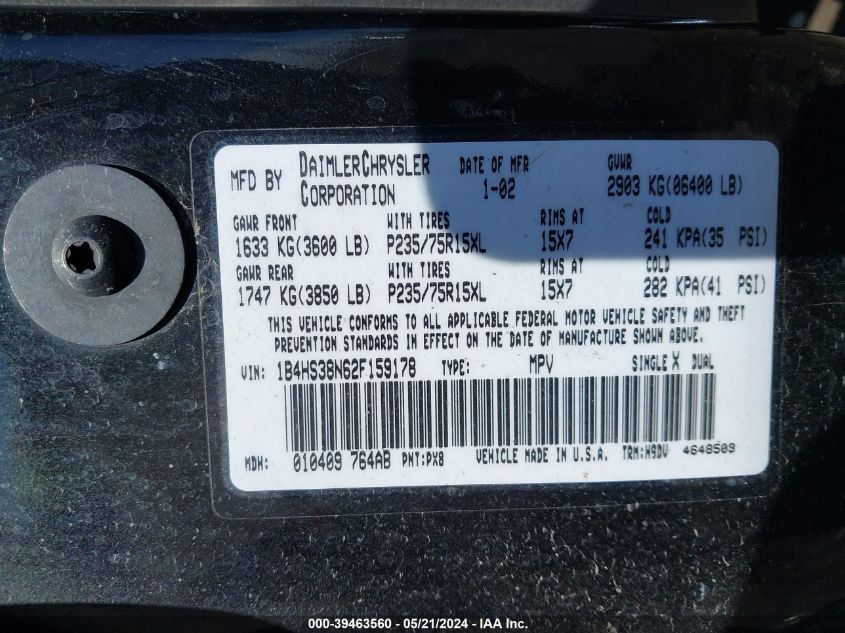 MFD BY DAIMLERCHRYSLER CORPORATION DATE OF MFR 1-02 GVWR 2903 KG(06400 LB)
GAWR FRONT WITH TIRES RIMS AT COLD
1633 KG(3600 LB) P235/75R15XL 15X7 241 KPA(35 PSI)
GAWR REAR WITH TIRES RIMS AT COLD
1747 KG(3850 LB) P235/75R15XL 15X7 282 KPA(41 PSI)
THIS VEHICLE CONFORMS TO ALL APPLICABLE FEDERAL MOTOR VEHICLE SAFETY AND THEFT
PREVENTION STANDARDS IN EFFECT ON THE DATE OF MANUFACTURE SHOWN ABOVE.
VIN: 1B4HS38N62F159178 TYPE: MPV SINGLE X DUAL
MDH: 010409 764AB PNT:PX8 VEHICLE MADE IN U.S.A. TRM:H9DV 4648509
000-39463560 - 05/21/2024 - IAA Inc.